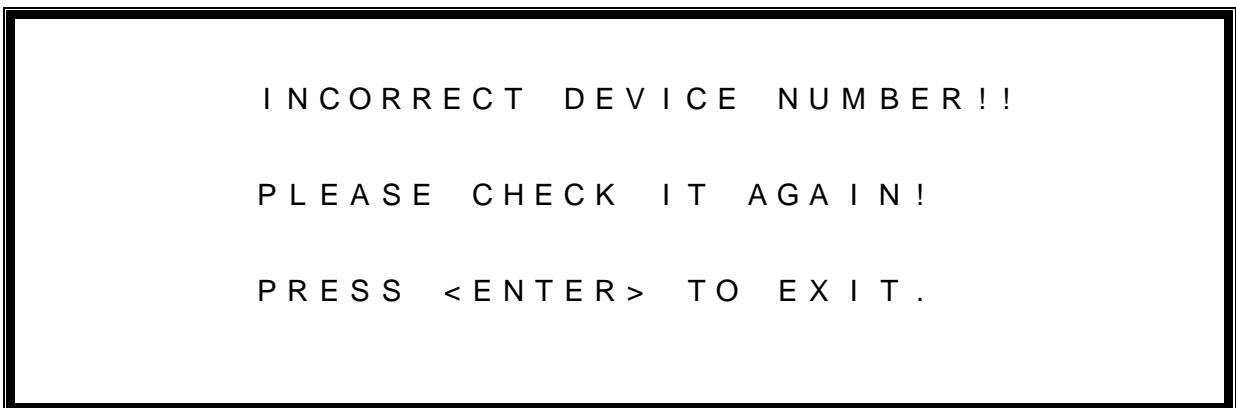 INCORRECT DEVICE NUMBER!!
PLEASE CHECK IT AGAIN!
PRESS <ENTER> TO EXIT.